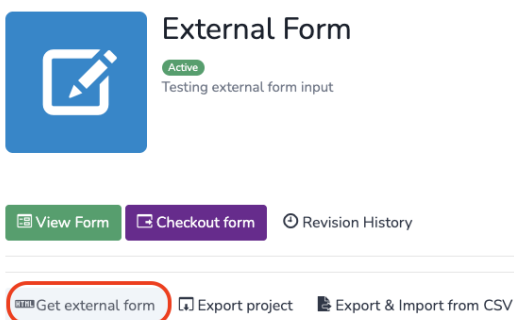 External Form
Active
Testing external form input
View Form Checkout form Revision History
HTML Get external form Export project Export & Import from CSV